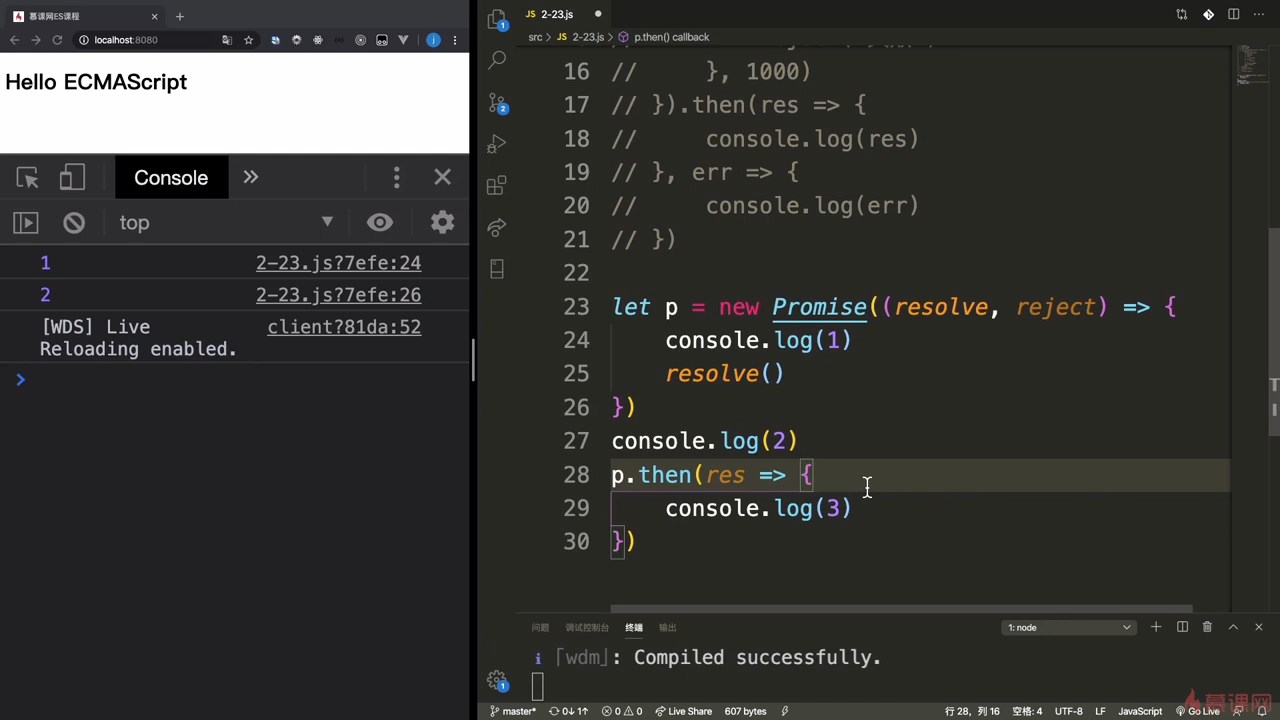 慕课网ES课程
localhost:8080
Hello ECMAScript
Console
top
1 2-23.js?7efe:24
2 2-23.js?7efe:26
[WDS] Live client?81da:52
Reloading enabled.
2-23.js
src > 2-23.js > p.then() callback
16 // }, 1000)
17 // }).then(res => {
18 // console.log(res)
19 // }, err => {
20 // console.log(err)
21 // })
22
23 let p = new Promise((resolve, reject) => {
24 console.log(1)
25 resolve()
26 })
27 console.log(2)
28 p.then(res => {
29 console.log(3)
30 })
问题 调试控制台 终端 输出 1: node
i ｢wdm｣: Compiled successfully.
master* 0↓ 1↑ 0 0 Live Share 607 bytes 行 28, 列 16 空格: 4 UTF-8 LF JavaScript Go Live
慕课网